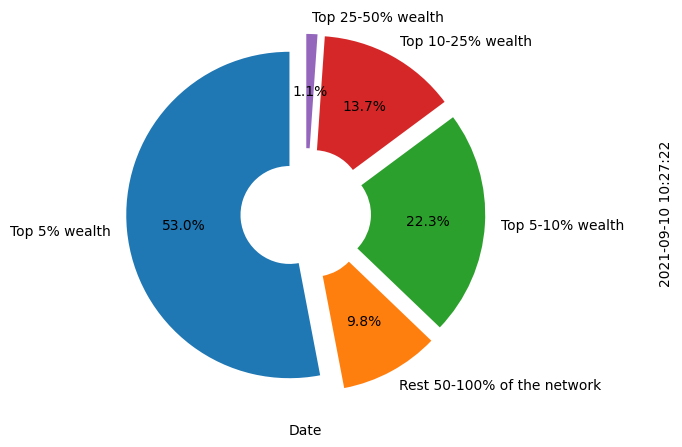 Top 25-50% wealth
Top 10-25% wealth
1.1%
13.7%
Top 5% wealth
53.0%
22.3%
Top 5-10% wealth
9.8%
Rest 50-100% of the network
Date
2021-09-10 10:27:22